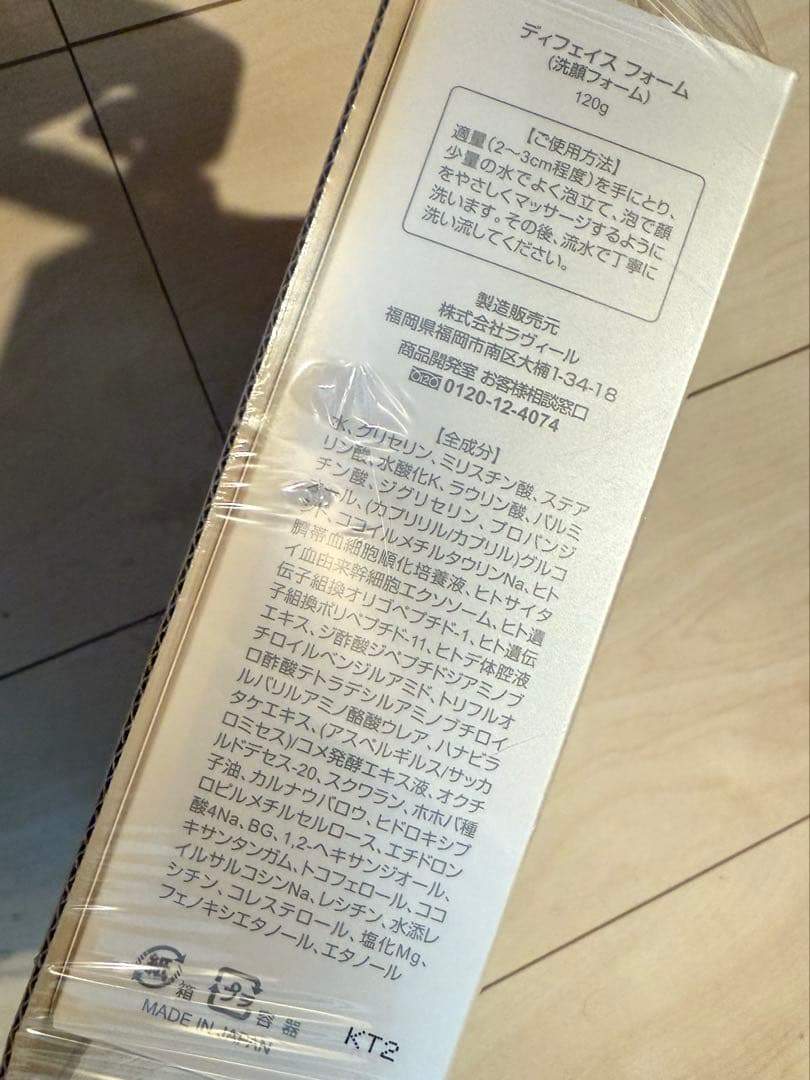 ディフェイス フォーム
(洗顔フォーム)
120g
【ご使用方法】
適量(2〜3cm程度)を手にとり、
少量の水でよく泡立て、泡で顔
をやさしくマッサージするように
洗います。その後、流水で丁寧に
洗い流してください。
製造販売元
株式会社ラヴィール
福岡県福岡市南区大楠1-34-18
商品開発室 お客様相談窓口
0120-12-4074
【全成分】
水、グリセリン、ミリスチン酸、ステア
リン酸、水酸化K、ラウリン酸、パルミ
チン酸、ジグリセリン、プロパンジ
オール、(カプリリル/カプリル)グルコ
シド、ココイルメチルタウリンNa、ヒト
臍帯血細胞順化培養液、ヒトサイタ
イ血由来幹細胞エクソソーム、ヒト遺
伝子組換オリゴペプチド-1、ヒト遺伝
子組換ポリペプチド-11、ヒトデ体腔液
エキス、ジ酢酸ジペプチドジアミノブ
チロイルベンジルアミド、トリフルオ
ロ酢酸テトラデシルアミノブチロイ
ルバリルアミノ酪酸ウレア、ハナビラ
タケエキス、(アスペルギルス/サッカ
ロミセス)/コメ発酵エキス液、オクチ
ルドデセス-20、スクワラン、ホホバ種
子油、カルナウバロウ、ヒドロキシプ
ロピルメチルセルロース、エチドロン
酸4Na、BG、1,2-ヘキサンジオール、
キサンタンガム、トコフェロール、ココ
イルサルコシンNa、レシチン、水添レ
シチン、コレステロール、塩化Mg、
フェノキシエタノール、エタノール
紙 箱 プラ 容器
MADE IN JAPAN
KT2